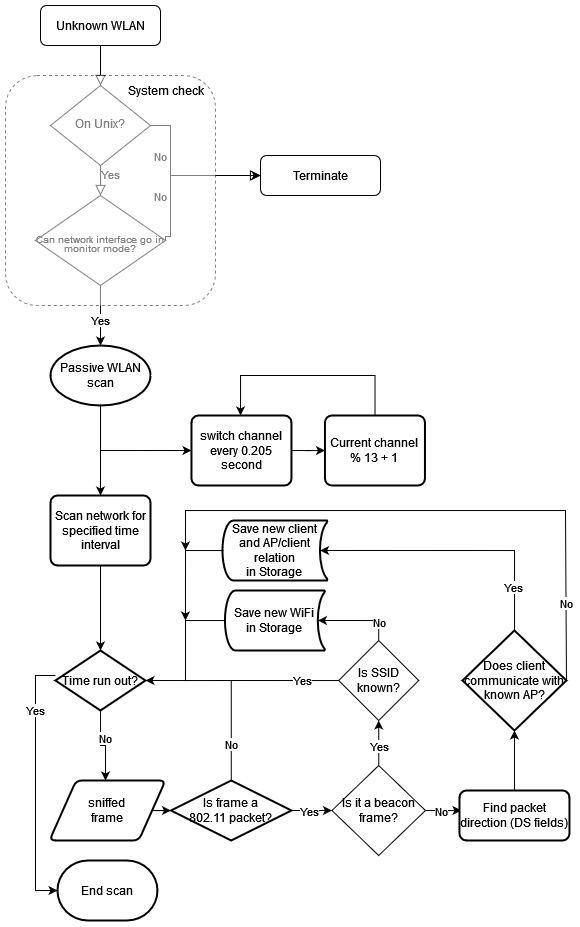 Unknown WLAN
System check
On Unix?
No
Yes
Terminate
No
Can network interface go in
monitor mode?
Yes
Passive WLAN
scan
switch channel
every 0.205
second
Current channel
% 13 + 1
Scan network for
specified time
interval
Save new client
and AP/client
relation
in Storage
Yes
No
Save new WiFi
in Storage
No
Time run out?
Yes
Is SSID
known?
Does client
communicate with
known AP?
Yes
No
No
Yes
sniffed
frame
Is frame a
802.11 packet?
Yes
Is it a beacon
frame?
No
Find packet
direction (DS fields)
End scan